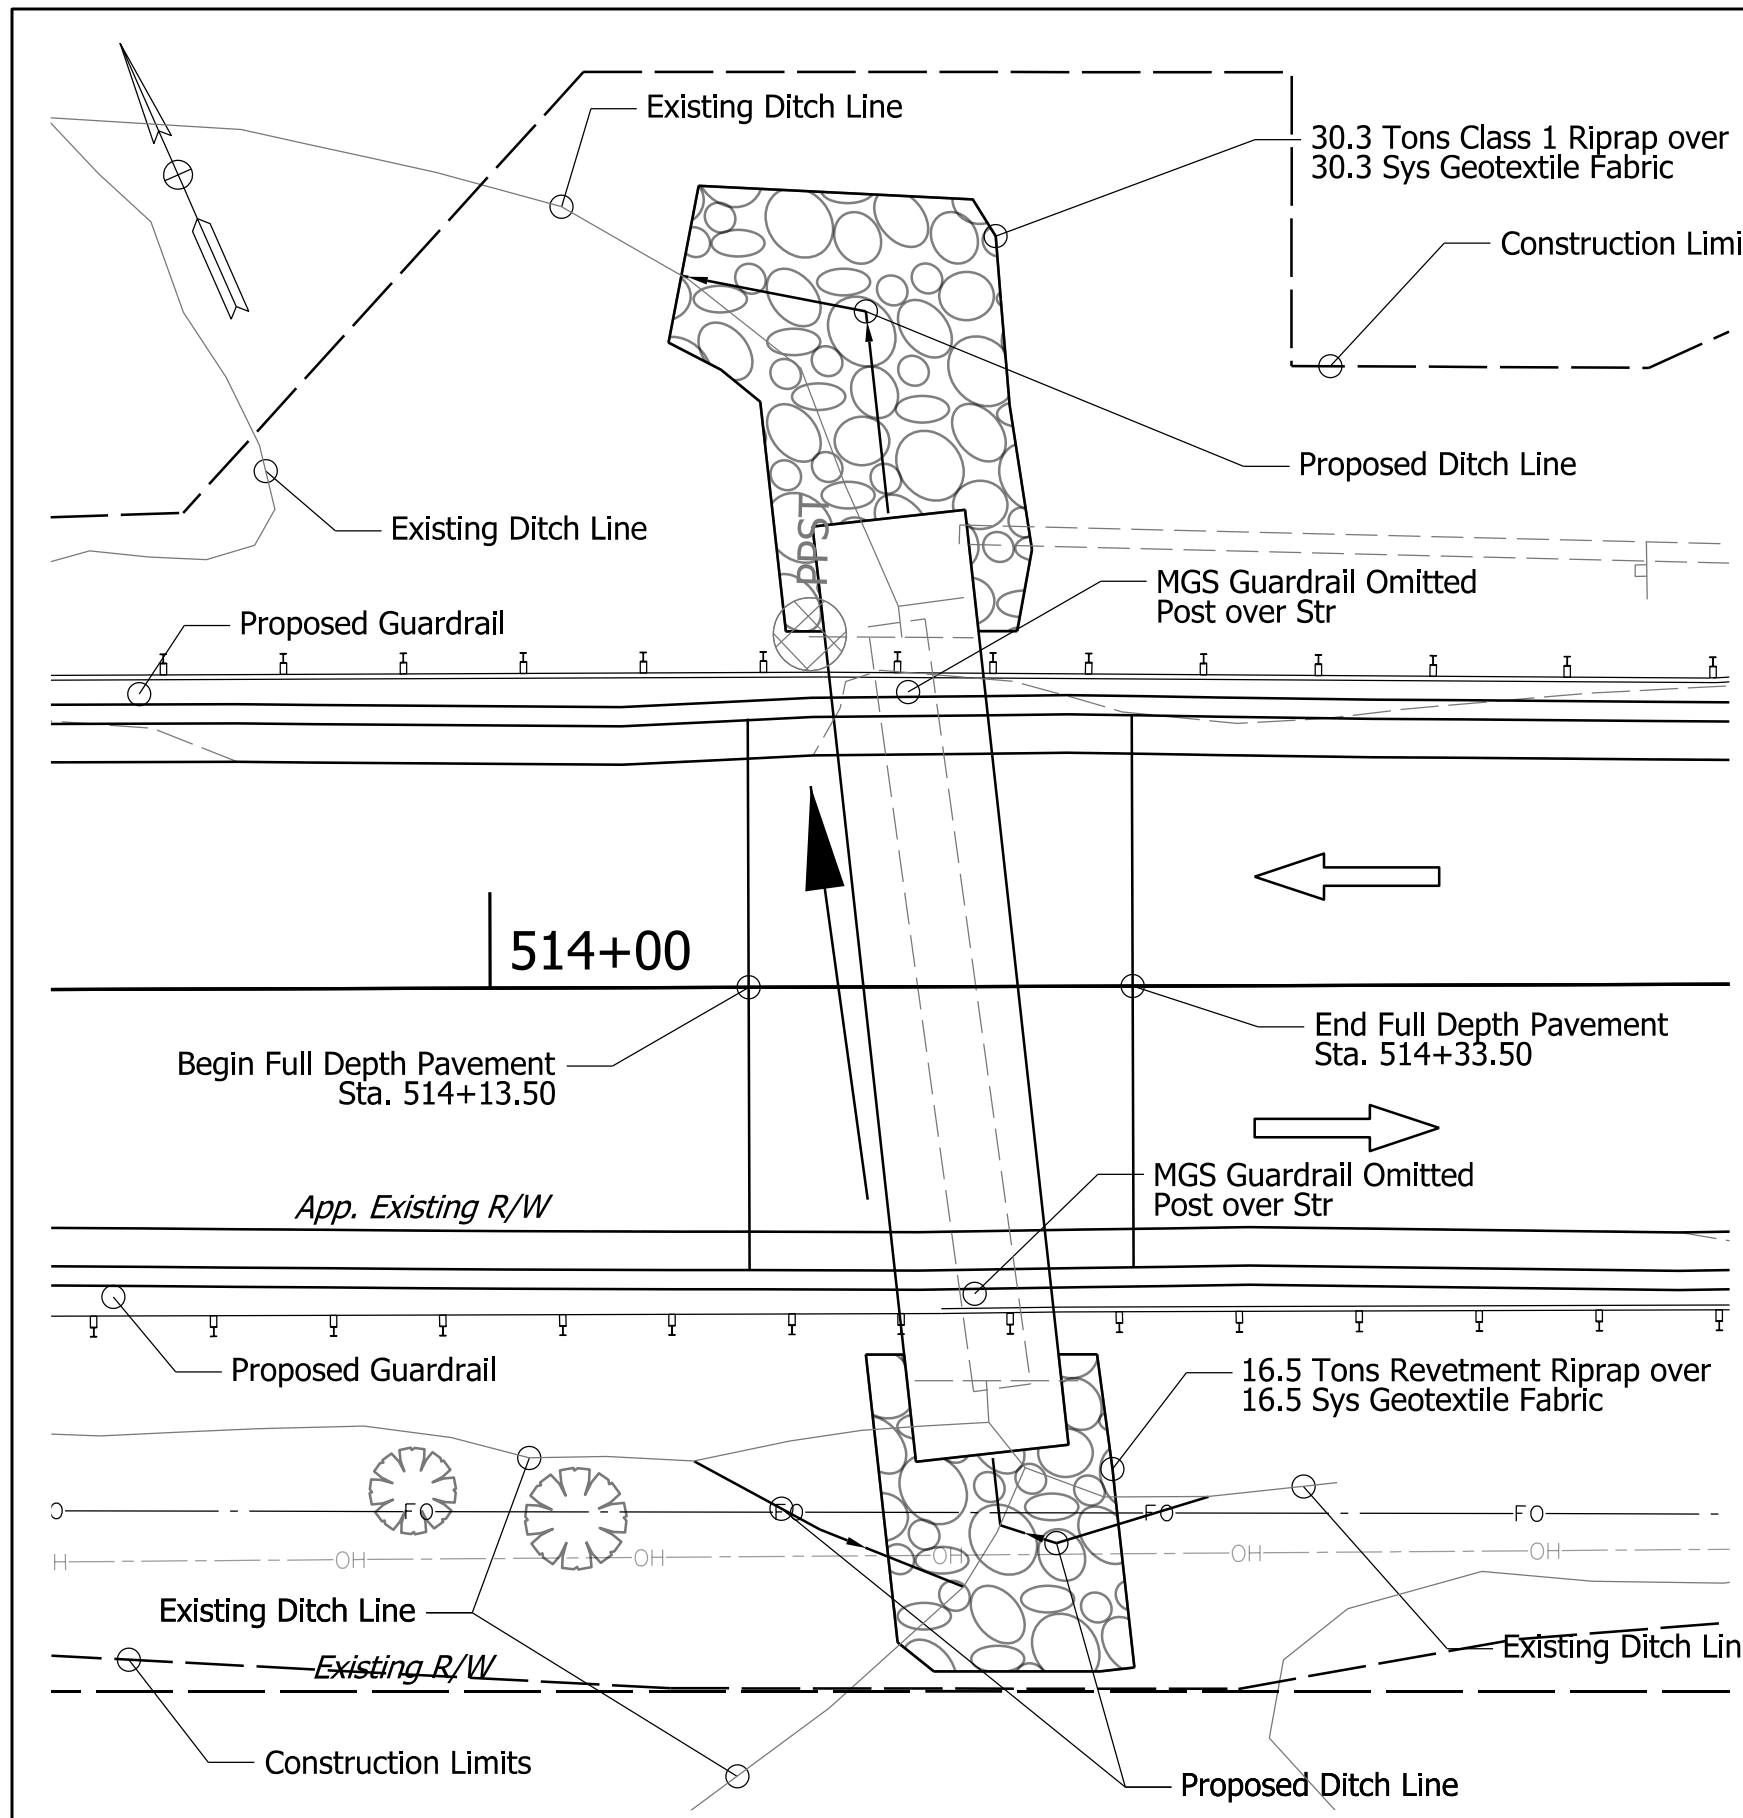 Existing Ditch Line
30.3 Tons Class 1 Riprap over
30.3 Sys Geotextile Fabric
Construction Limi
Proposed Ditch Line
Existing Ditch Line
PPST
MGS Guardrail Omitted
Post over Str
Proposed Guardrail
514+00
End Full Depth Pavement
Sta. 514+33.50
Begin Full Depth Pavement
Sta. 514+13.50
MGS Guardrail Omitted
Post over Str
App. Existing R/W
Proposed Guardrail
16.5 Tons Revetment Riprap over
16.5 Sys Geotextile Fabric
O FO FO FO FO
H OH OH OH OH OH
Existing Ditch Line
Existing Ditch Lin
Existing R/W
Construction Limits
Proposed Ditch Line